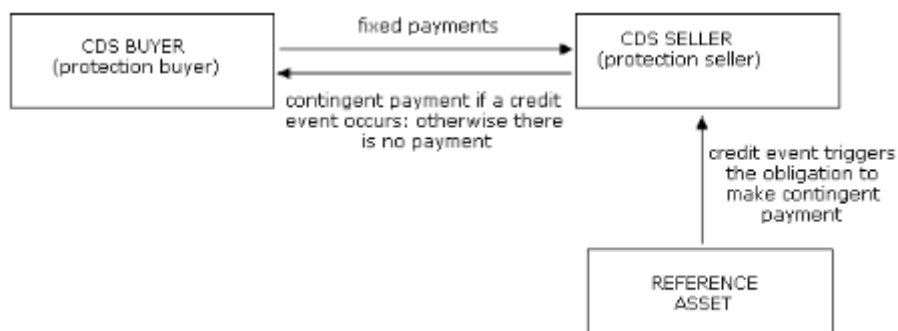 CDS BUYER
(protection buyer)
fixed payments
CDS SELLER
(protection seller)
contingent payment if a credit
event occurs: otherwise there
is no payment
credit event triggers
the obligation to
make contingent
payment
REFERENCE
ASSET